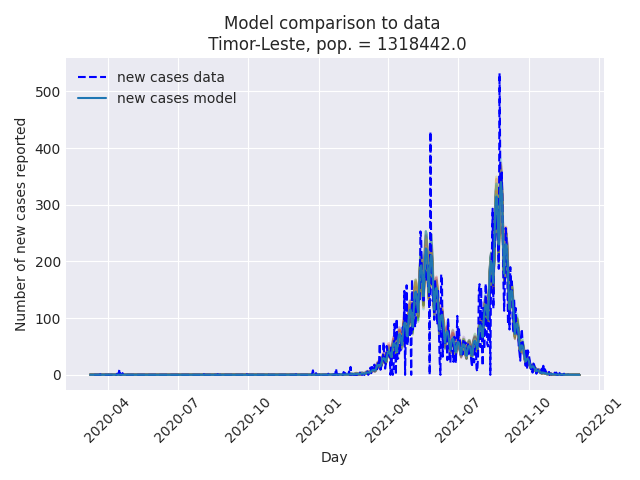 Model comparison to data
Timor-Leste, pop. = 1318442.0
new cases data
new cases model
Number of new cases reported
500
400
300
200
100
0
2020-04
2020-07
2020-10
2021-01
2021-04
2021-07
2021-10
2022-01
Day